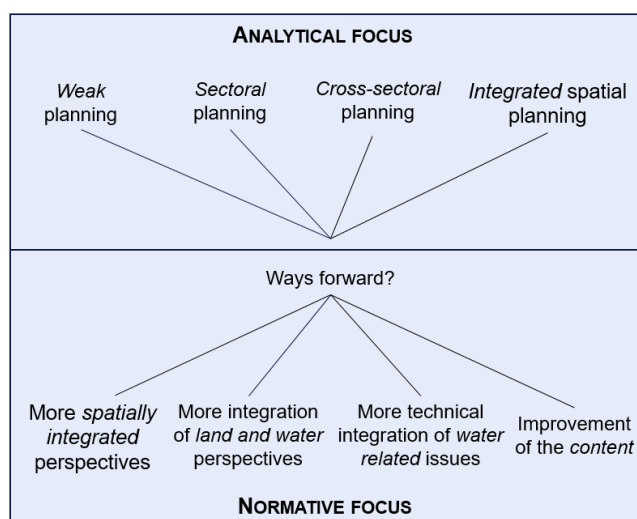 ANALYTICAL FOCUS
Weak
planning
Sectoral
planning
Cross-sectoral
planning
Integrated spatial
planning
Ways forward?
More spatially
integrated
perspectives
More integration
of land and water
perspectives
More technical
integration of water
related issues
Improvement
of the content
NORMATIVE FOCUS